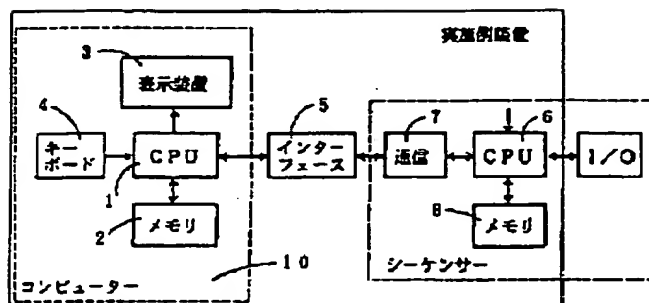 実施例装置
3
表示装置
4
キー
ボード
CPU
1
2
メモリ
5
インター
フェース
7
通信
6
CPU
I/O
8
メモリ
シーケンサー
コンピューター
10